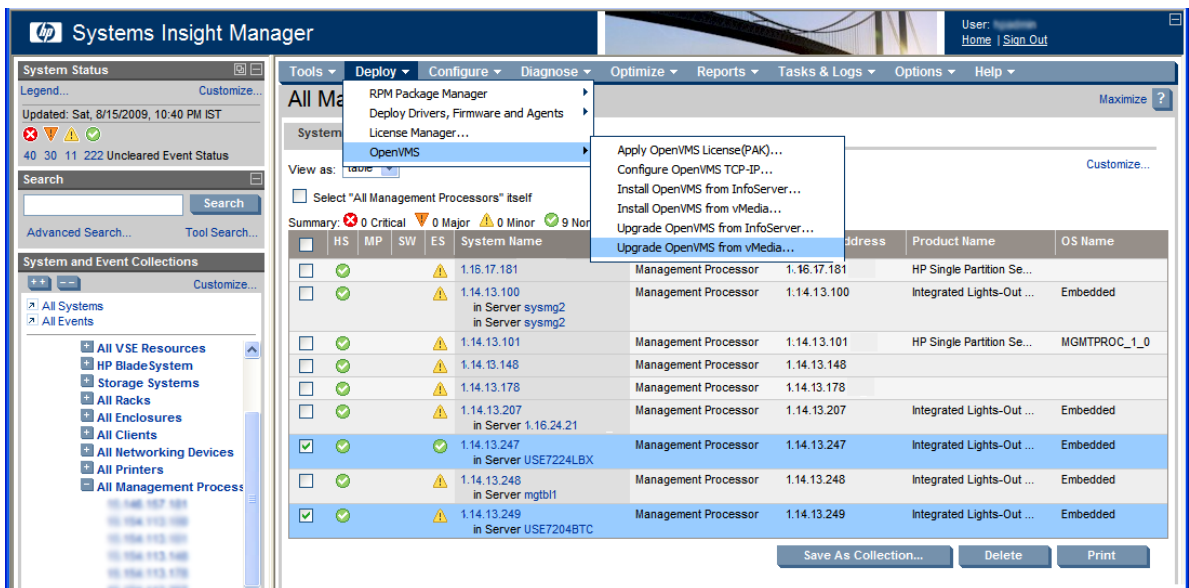 hp Systems Insight Manager
User:
Home | Sign Out
System Status
Legend... Customize...
Updated: Sat, 8/15/2009, 10:40 PM IST
40 30 11 222 Uncleared Event Status
Search
Search
Advanced Search... Tool Search...
System and Event Collections
Customize...
All Systems
All Events
All VSE Resources
HP BladeSystem
Storage Systems
All Racks
All Enclosures
All Clients
All Networking Devices
All Printers
All Management Process
Tools Deploy Configure Diagnose Optimize Reports Tasks & Logs Options Help
All Ma
Maximize ?
RPM Package Manager
Deploy Drivers, Firmware and Agents
License Manager...
OpenVMS
Apply OpenVMS License(PAK)...
Configure OpenVMS TCP-IP...
Install OpenVMS from InfoServer...
Install OpenVMS from vMedia...
Upgrade OpenVMS from InfoServer...
Upgrade OpenVMS from vMedia...
System
View as: table
Customize...
Select "All Management Processors" itself
Summary: 0 Critical 0 Major 0 Minor 9 Nor
HS MP SW ES System Name ddress Product Name OS Name
1.16.17.181 Management Processor 1.16.17.181 HP Single Partition Se...
1.14.13.100 Management Processor 1.14.13.100 Integrated Lights-Out ... Embedded
in Server sysmg2
in Server sysmg2
1.14.13.101 Management Processor 1.14.13.101 HP Single Partition Se... MGMTPROC_1_0
1.14.13.148 Management Processor 1.14.13.148
1.14.13.178 Management Processor 1.14.13.178
1.14.13.207 Management Processor 1.14.13.207 Integrated Lights-Out ... Embedded
in Server 1.16.24.21
1.14.13.247 Management Processor 1.14.13.247 Integrated Lights-Out ... Embedded
in Server USE7224LBX
1.14.13.248 Management Processor 1.14.13.248 Integrated Lights-Out ... Embedded
in Server mgtbl1
1.14.13.249 Management Processor 1.14.13.249 Integrated Lights-Out ... Embedded
in Server USE7204BTC
Save As Collection... Delete Print